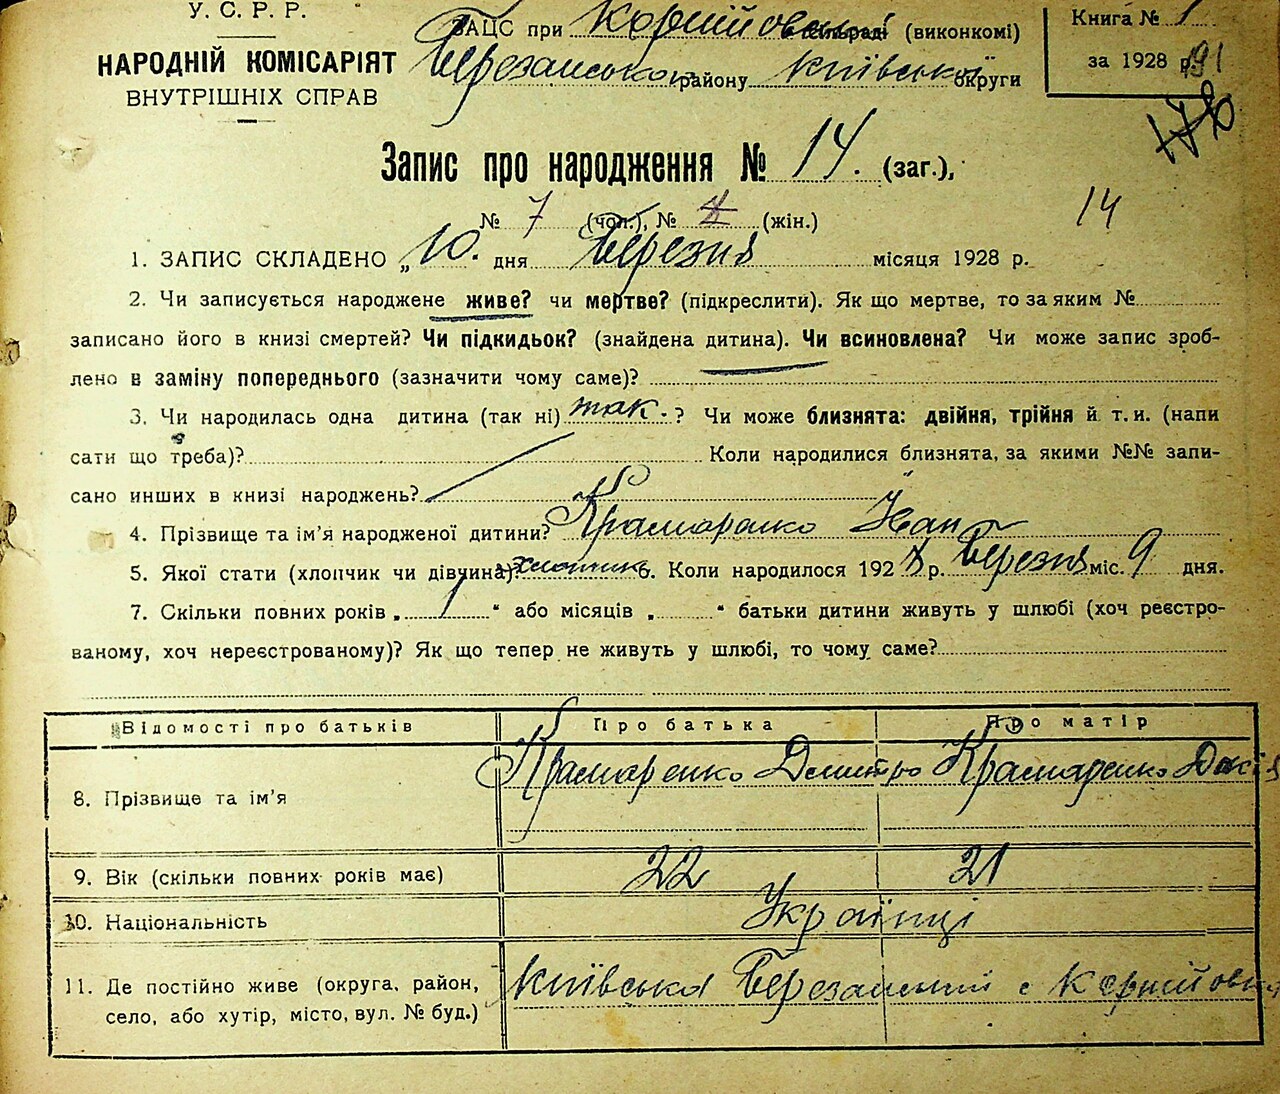 У. С. Р. Р.
НАРОДНІЙ КОМІСАРІЯТ
ВНУТРІШНІХ СПРАВ
ЗАЦС при (виконкомі)
району Київської округи
Книга № 1
за 1928 р. 191
176
Запис про народження № 14. (заг.),
№ 7 (чол.), № (жін.)
14
1. ЗАПИС СКЛАДЕНО „10. дня Березня місяця 1928 р.
2. Чи записується народжене живе? чи мертве? (підкреслити). Як що мертве, то за яким №
записано його в книзі смертей? Чи підкидьок? (знайдена дитина). Чи всиновлена? Чи може запис зроб-
лено в заміну попереднього (зазначити чому саме)?
3. Чи народилась одна дитина (так ні) так. ? Чи може близнята: двійня, трійня й т. и. (напи
сати що треба)? Коли народилися близнята, за якими №№ запи-
сано инших в книзі народжень?
4. Прізвище та ім'я народженої дитини? Крамаренко Іван
5. Якої стати (хлопчик чи дівчина)? хлопчик 6. Коли народилося 1928 р. Березня міс. 9 дня.
7. Скільки повних років „ 1 “ або місяців „ “ батьки дитини живуть у шлюбі (хоч реєстро-
ваному, хоч нереєстрованому)? Як що тепер не живуть у шлюбі, то чому саме?
Відомості про батьків Про батька Про матір
8. Прізвище та ім'я Крамаренко Дмитро Крамаренко
9. Вік (скільки повних років має) 22 21
10. Національність Українці
11. Де постійно живе (округа, район, Київська Березанський с
село, або хутір, місто, вул. № буд.)